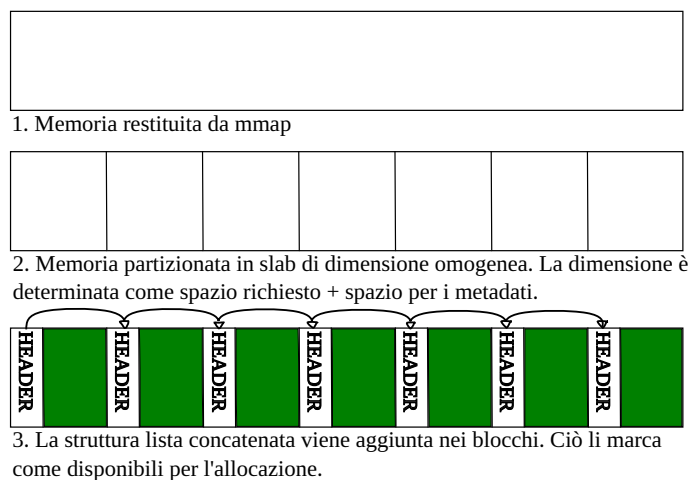 1. Memoria restituita da mmap
2. Memoria partizionata in slab di dimensione omogenea. La dimensione è
determinata come spazio richiesto + spazio per i metadati.
HEADER
HEADER
HEADER
HEADER
HEADER
HEADER
HEADER
3. La struttura lista concatenata viene aggiunta nei blocchi. Ciò li marca
come disponibili per l'allocazione.